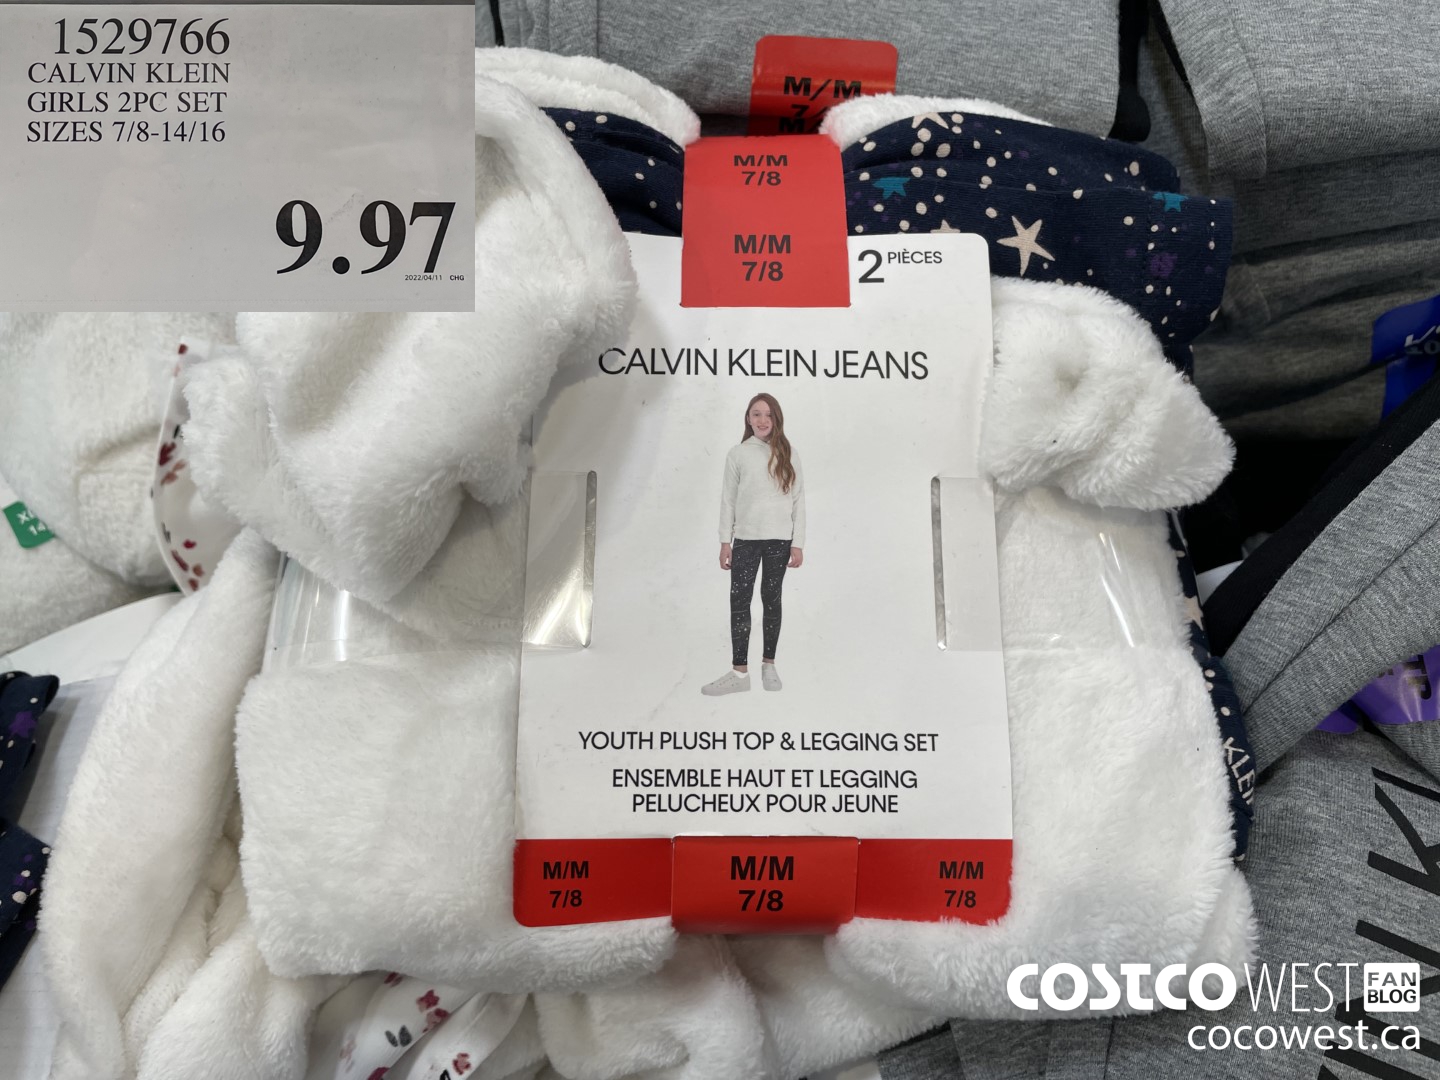 1529766
CALVIN KLEIN
GIRLS 2PC SET
SIZES 7/8-14/16
9.97
2022/04/11 CHG
M/M
M/M
7/8
M/M
7/8
2 PIÈCES
CALVIN KLEIN JEANS
YOUTH PLUSH TOP & LEGGING SET
ENSEMBLE HAUT ET LEGGING
PELUCHEUX POUR JEUNE
M/M
7/8
M/M
7/8
M/M
7/8
KLEIN
COSTCO WEST FAN BLOG
cocowest.ca